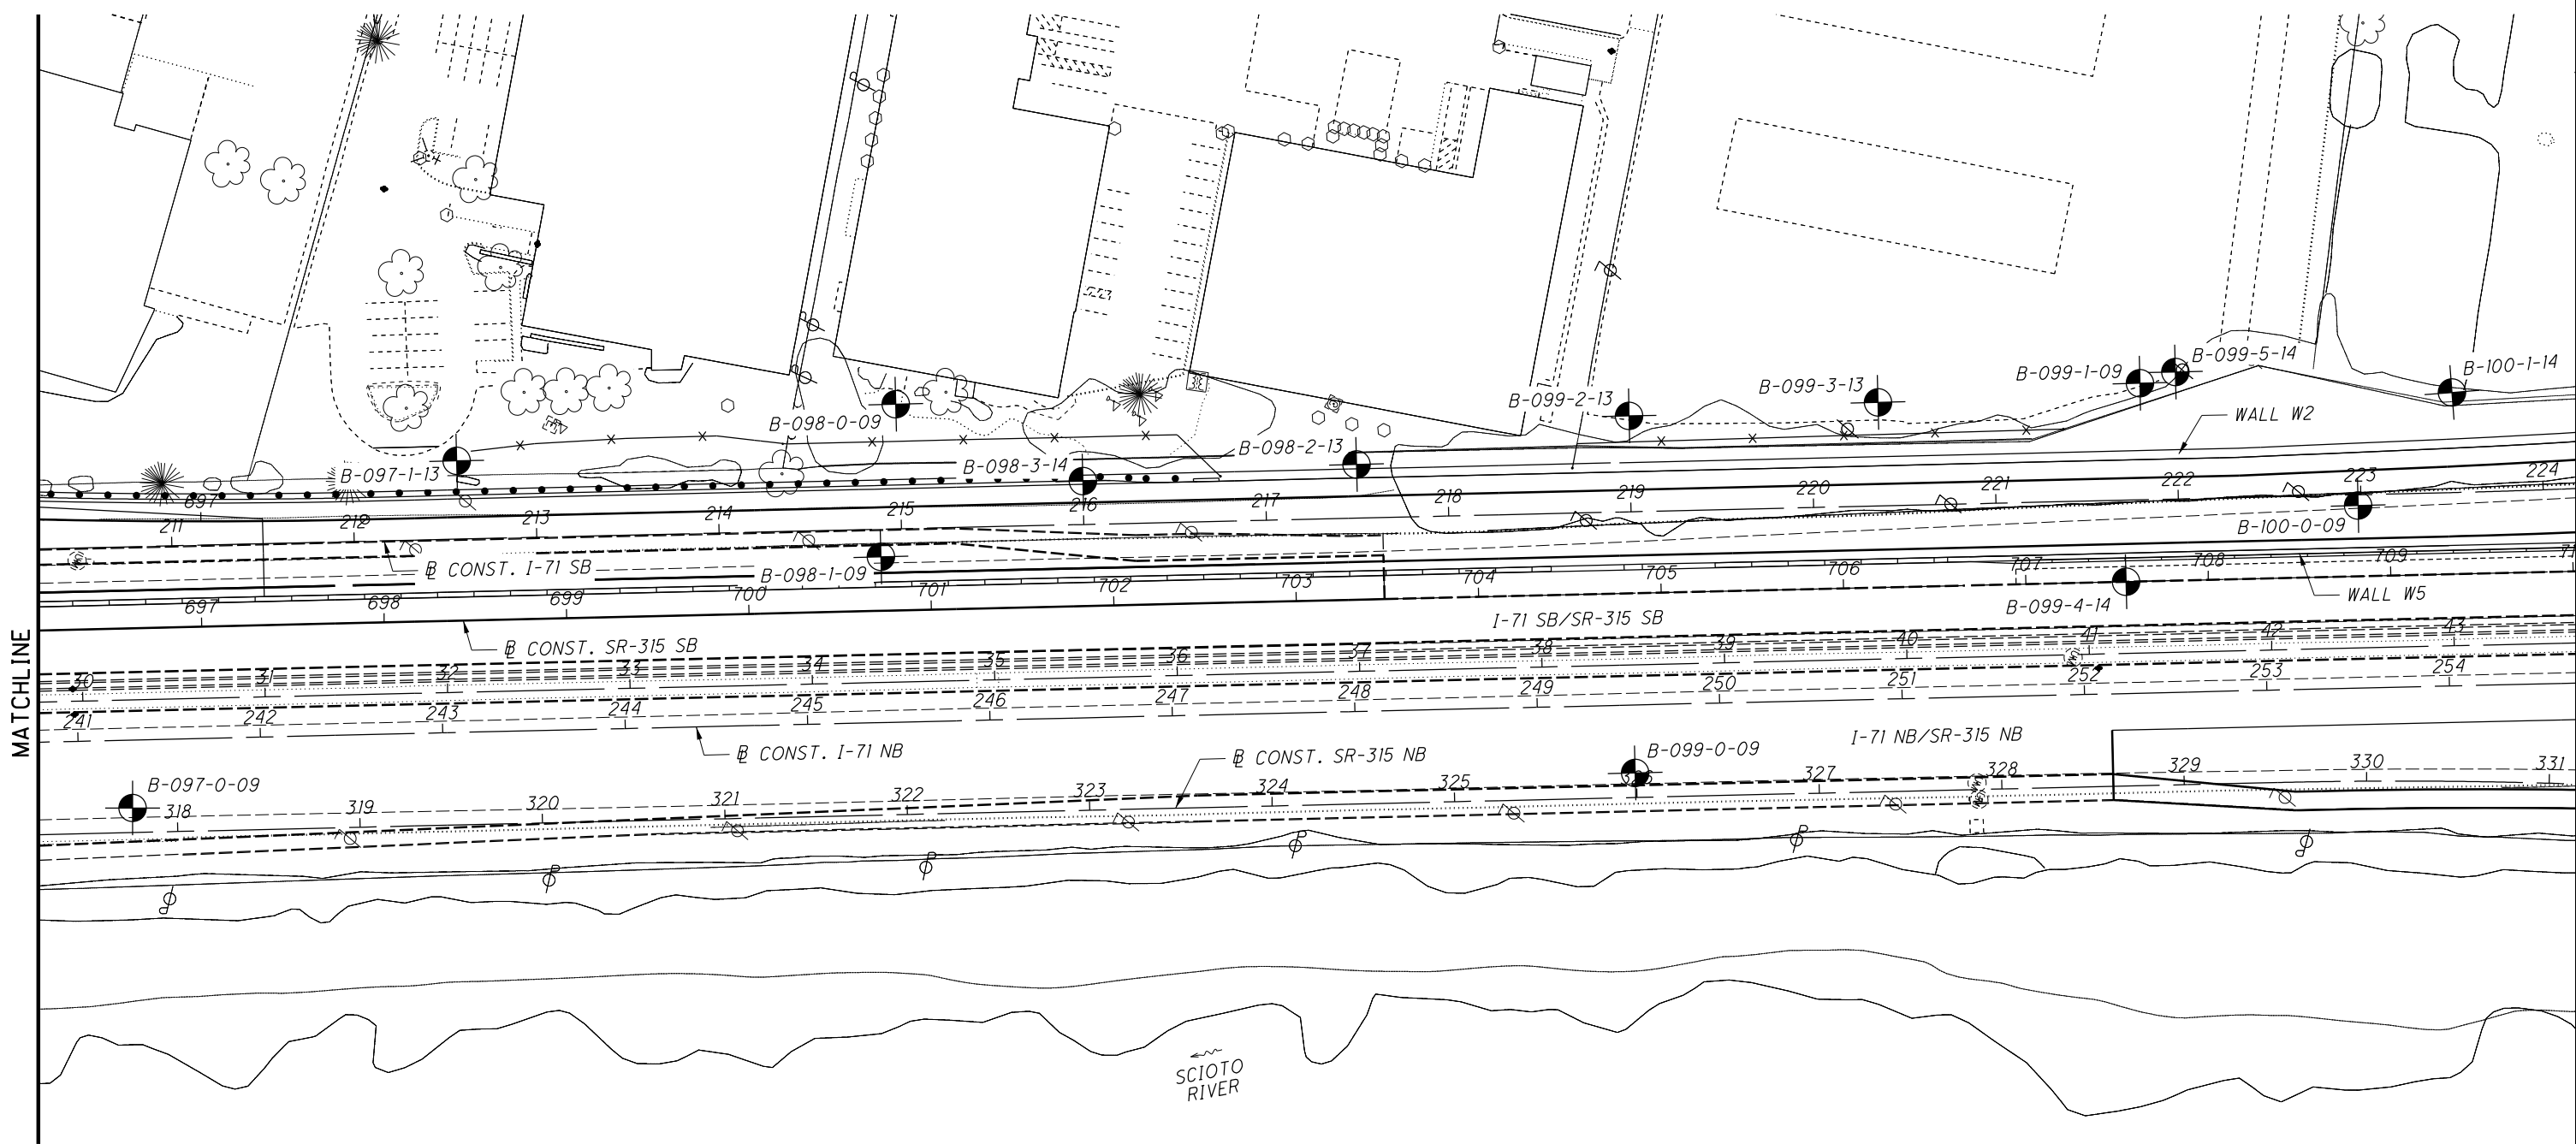 MATCHLINE
B-099-5-14
B-099-1-09
B-100-1-14
B-099-3-13
B-099-2-13
WALL W2
B-098-0-09
B-098-2-13
B-098-3-14
B-097-1-13
697
211 212 213 214 215 216 217 218 219 220 221 222 223 224
B-100-0-09
℄ CONST. I-71 SB
B-098-1-09
697 698 699 700 701 702 703 704 705 706 707 708 709
B-099-4-14
WALL W5
I-71 SB/SR-315 SB
℄ CONST. SR-315 SB
30 31 32 33 34 35 36 37 38 39 40 41 42 43
241 242 243 244 245 246 247 248 249 250 251 252 253 254
℄ CONST. I-71 NB
℄ CONST. SR-315 NB
B-099-0-09
I-71 NB/SR-315 NB
B-097-0-09
318 319 320 321 322 323 324 325 326 327 328 329 330 331
SCIOTO
RIVER